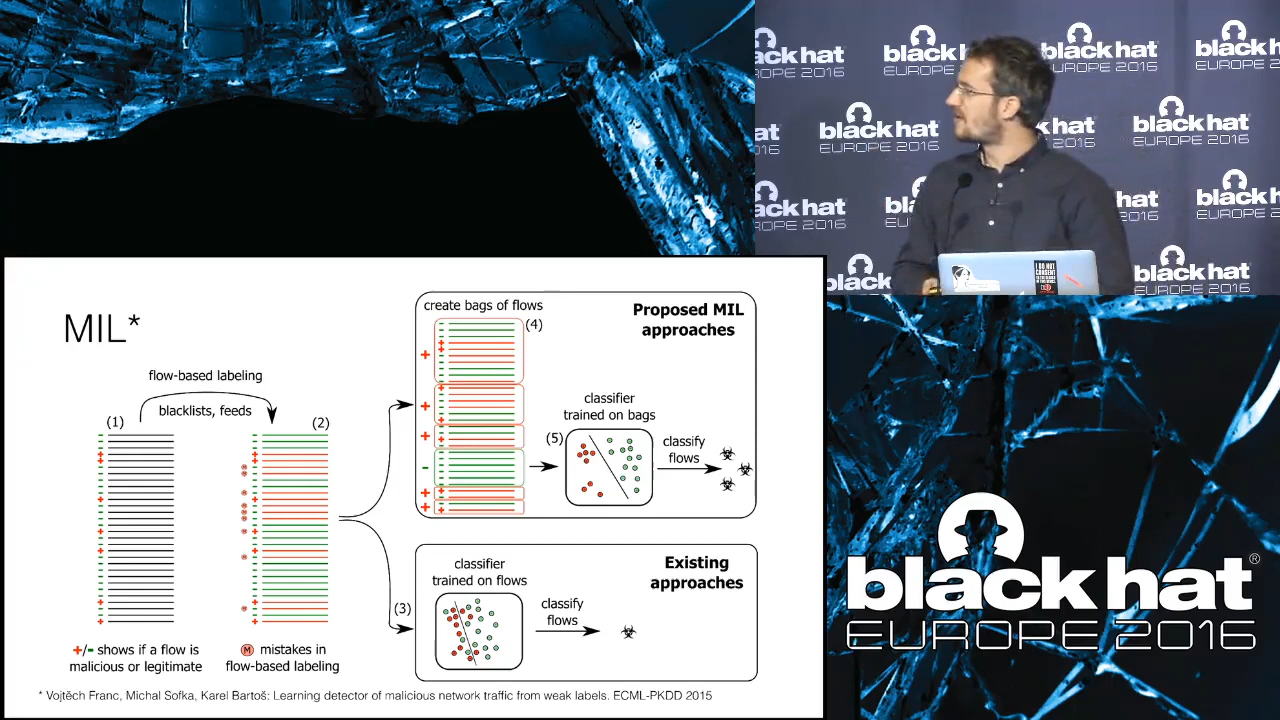 black hat
EUROPE 2016
MIL*
flow-based labeling
blacklists, feeds
(1)
(2)
+/- shows if a flow is
malicious or legitimate
M mistakes in
flow-based labeling
create bags of flows
(4)
Proposed MIL
approaches
classifier
trained on bags
(5)
classify
flows
(3)
classifier
trained on flows
Existing
approaches
classify
flows
* Vojtěch Franc, Michal Sofka, Karel Bartoš: Learning detector of malicious network traffic from weak labels. ECML-PKDD 2015
black hat®
EUROPE 2016
I DO NOT
CONSENT